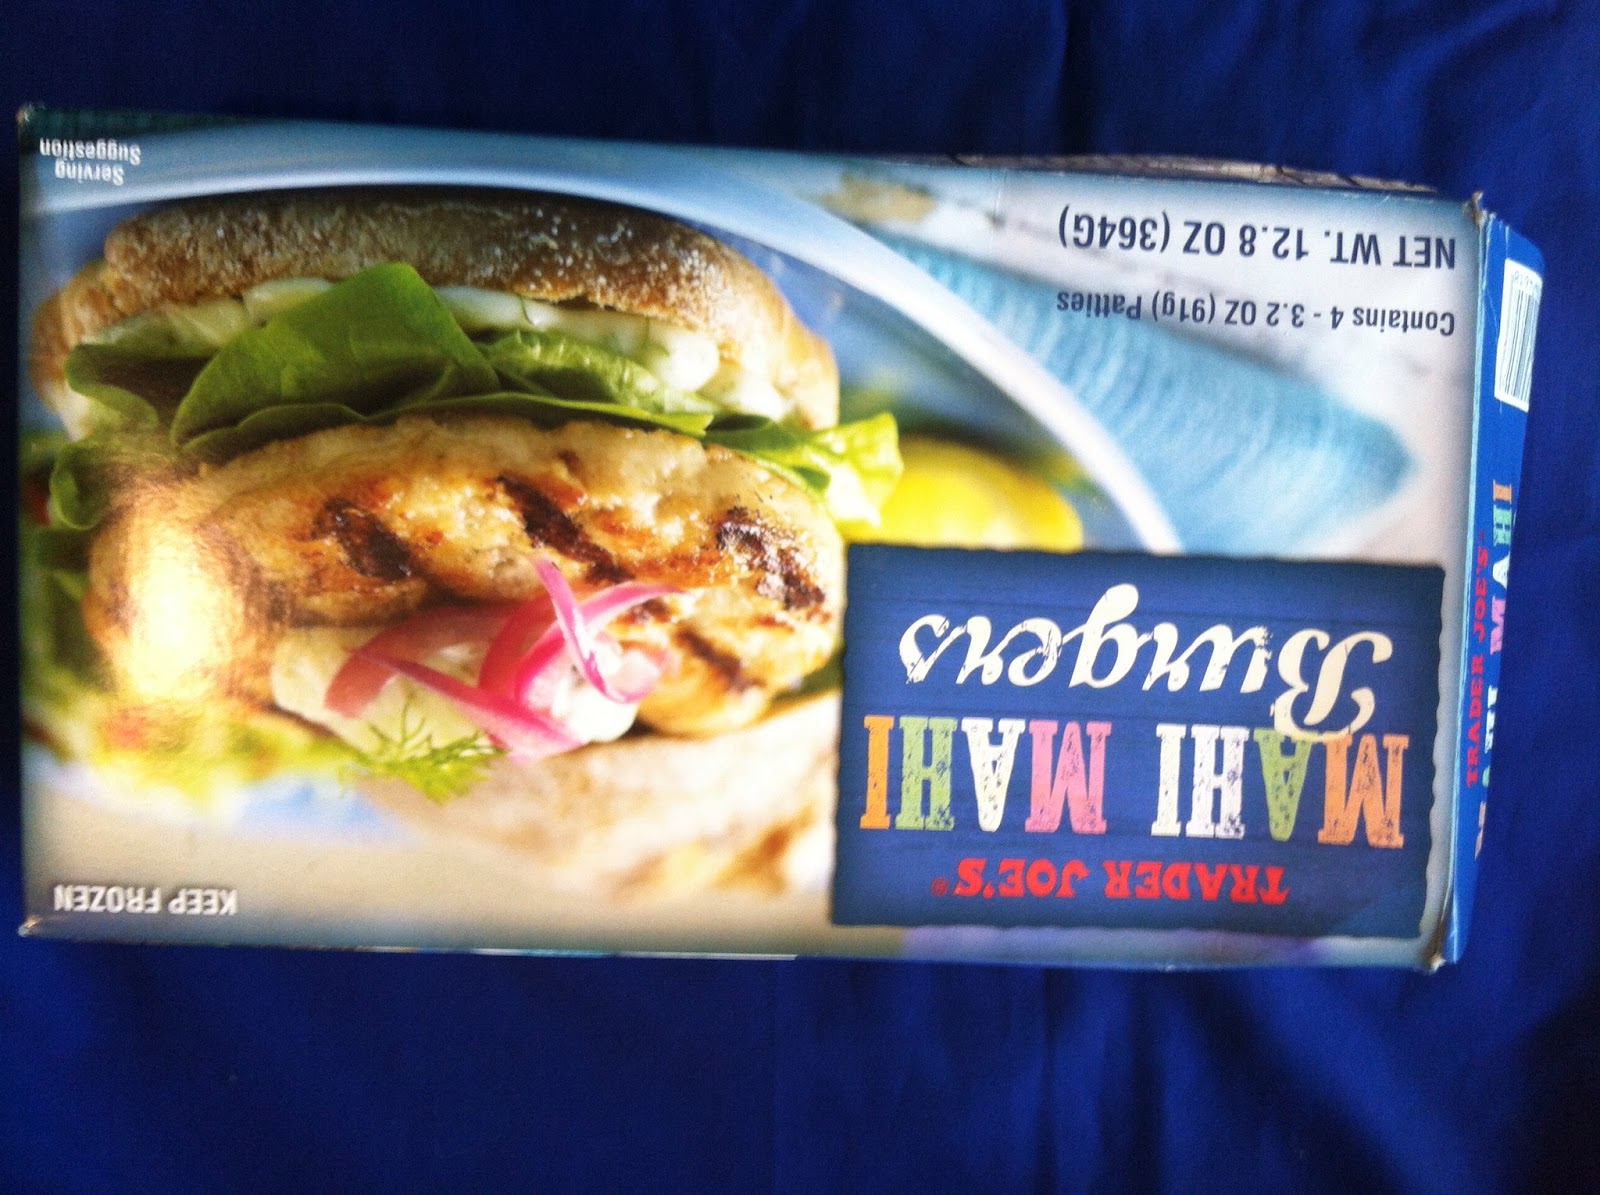 TRADER JOE'S®
MAHI MAHI
Burgers
KEEP FROZEN
Contains 4 - 3.2 OZ (91g) Patties
NET WT. 12.8 OZ (364G)
Serving
Suggestion
TRADER JOE'S